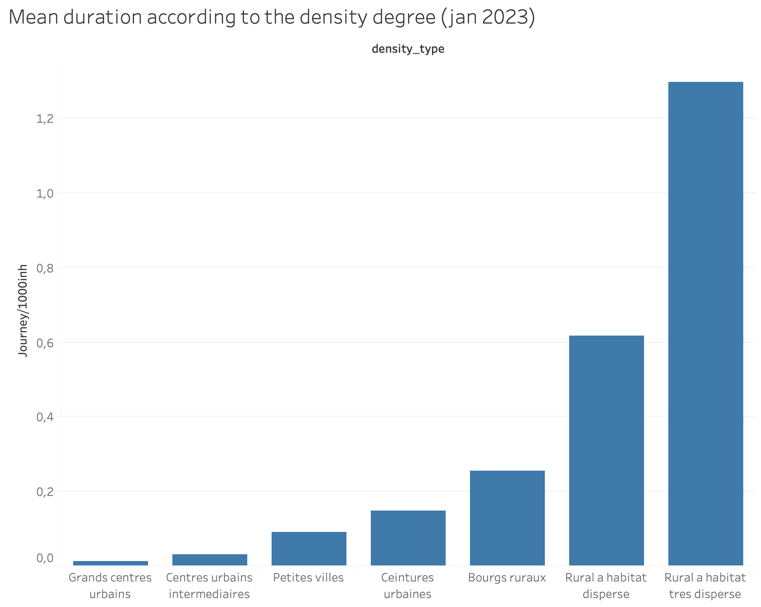 Mean duration according to the density degree (jan 2023)
density_type
Journey/1000inh
1,2
1,0
0,8
0,6
0,4
0,2
0,0
Grands centres
urbains
Centres urbains
intermediaires
Petites villes
Ceintures
urbaines
Bourgs ruraux
Rural a habitat
disperse
Rural a habitat
tres disperse